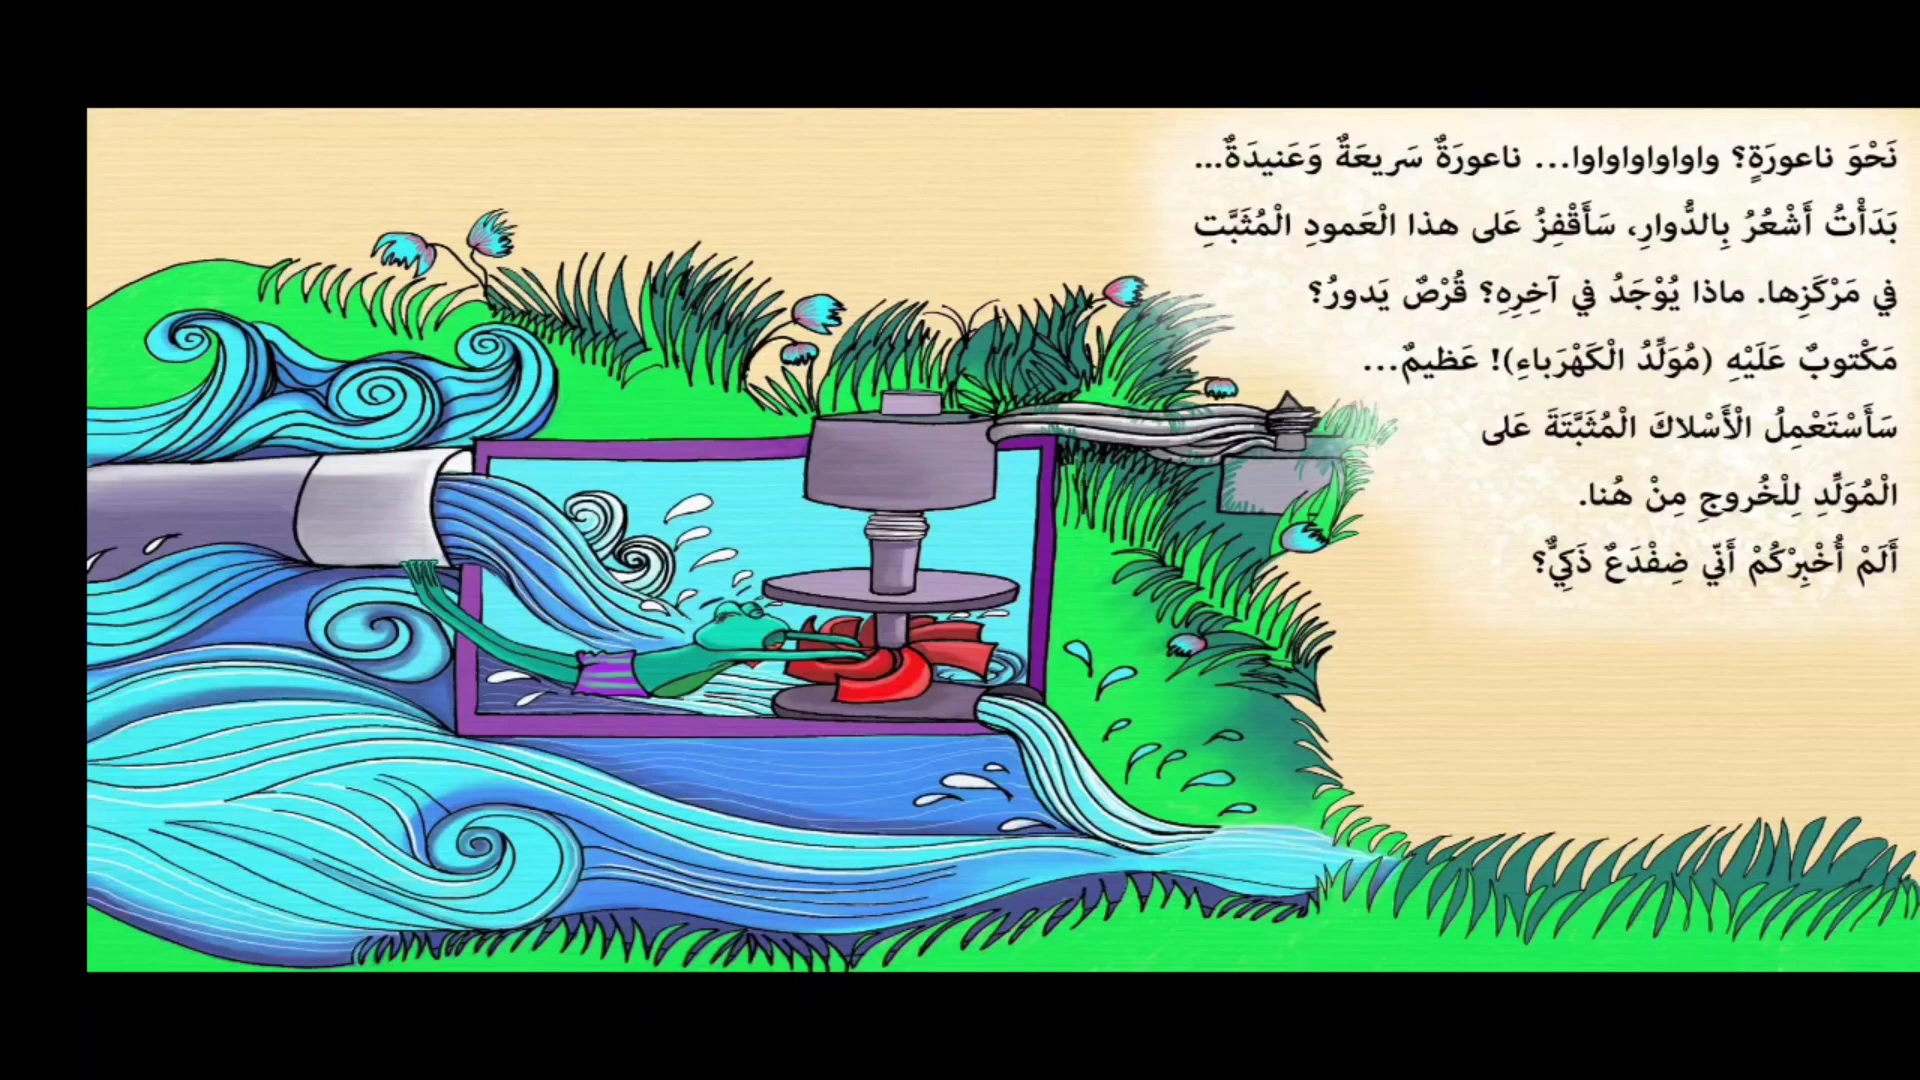 نَحْوَ ناعورَةٍ؟ واواواواواوا... ناعورَةٌ سَريعَةٌ وَعَنيدَةٌ...
بَدَأْتُ أَشْعُرُ بِالدُّوارِ، سَأَقْفِزُ عَلى هذا الْعَمودِ الْمُثَبَّتِ
في مَرْكَزِها. ماذا يُوْجَدُ في آخِرِهِ؟ قُرْصٌ يَدورُ؟
مَكْتوبٌ عَلَيْهِ (مُوَلِّدُ الْكَهْرَباءِ)! عَظيمٌ...
سَأَسْتَعْمِلُ الْأَسْلاكَ الْمُثَبَّتَةَ عَلى
الْمُوَلِّدِ لِلْخُروجِ مِنْ هُنا.
أَلَمْ أُخْبِرْكُمْ أَنّي ضِفْدَعٌ ذَكِيٌّ؟